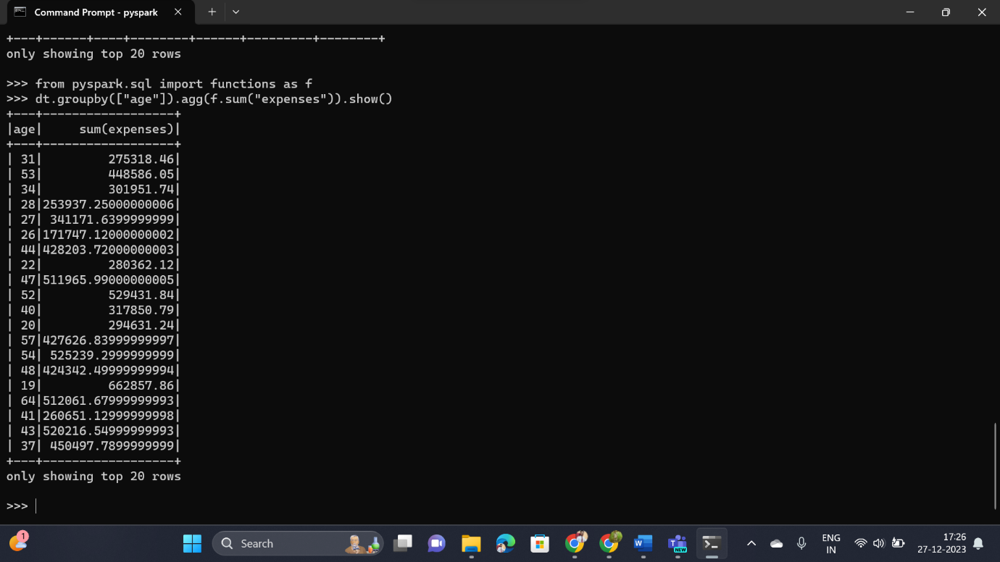 Command Prompt - pyspark
+---+------+----+--------+------+---------+--------+
only showing top 20 rows
>>> from pyspark.sql import functions as f
>>> dt.groupby(["age"]).agg(f.sum("expenses")).show()
+---+------------------+
|age|     sum(expenses)|
+---+------------------+
| 31|         275318.46|
| 53|         448586.05|
| 34|         301951.74|
| 28|253937.25000000006|
| 27| 341171.6399999999|
| 26|171747.12000000002|
| 44|428203.72000000003|
| 22|         280362.12|
| 47|511965.99000000005|
| 52|         529431.84|
| 40|         317850.79|
| 20|         294631.24|
| 57|427626.83999999997|
| 54| 525239.2999999999|
| 48|424342.49999999994|
| 19|         662857.86|
| 64|512061.67999999993|
| 41|260651.12999999998|
| 43|520216.54999999993|
| 37| 450497.7899999999|
+---+------------------+
only showing top 20 rows
>>>
1
Search
W
NEW
ENG
IN
17:26
27-12-2023